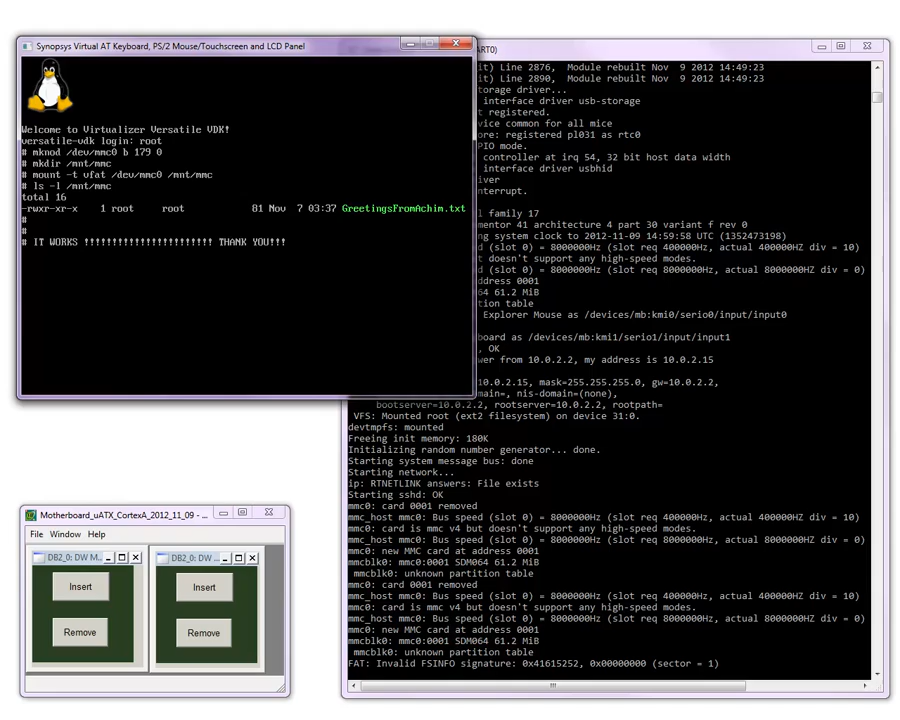 Synopsys Virtual AT Keyboard, PS/2 Mouse/Touchscreen and LCD Panel
Welcome to Virtualizer Versatile VDK!
versatile-vdk login: root
# mknod /dev/mmc0 b 179 0
# mkdir /mnt/mmc
# mount -t vfat /dev/mmc0 /mnt/mmc
# ls -l /mnt/mmc
total 16
-rwxr-xr-x 1 root root 81 Nov 7 03:37 GreetingsFromAchim.txt
#
#
# IT WORKS !!!!!!!!!!!!!!!!!!!!!!! THANK YOU!!!
ART0)
it) Line 2876, Module rebuilt Nov 9 2012 14:49:23
it) Line 2890, Module rebuilt Nov 9 2012 14:49:23
torage driver...
interface driver usb-storage
t registered.
vice common for all mice
ore: registered pl031 as rtc0
PIO mode.
controller at irq 54, 32 bit host data width
interface driver usbhid
iver
nterrupt.
l family 17
mentor 41 architecture 4 part 30 variant f rev 0
ng system clock to 2012-11-09 14:59:58 UTC (1352473198)
d (slot 0) = 8000000Hz (slot req 400000Hz, actual 400000HZ div = 10)
t doesn't support any high-speed modes.
d (slot 0) = 8000000Hz (slot req 8000000Hz, actual 8000000HZ div = 0)
ddress 0001
064 61.2 MiB
tion table
Explorer Mouse as /devices/mb:kmi0/serio0/input/input0
board as /devices/mb:kmi1/serio1/input/input1
, OK
wer from 10.0.2.2, my address is 10.0.2.15
10.0.2.15, mask=255.255.255.0, gw=10.0.2.2,
omain=, nis-domain=(none),
bootserver=10.0.2.2, rootserver=10.0.2.2, rootpath=
VFS: Mounted root (ext2 filesystem) on device 31:0.
devtmpfs: mounted
Freeing init memory: 180K
Initializing random number generator... done.
Starting system message bus: done
Starting network...
ip: RTNETLINK answers: File exists
Starting sshd: OK
mmc0: card 0001 removed
mmc_host mmc0: Bus speed (slot 0) = 8000000Hz (slot req 400000Hz, actual 400000HZ div = 10)
mmc0: card is mmc v4 but doesn't support any high-speed modes.
mmc_host mmc0: Bus speed (slot 0) = 8000000Hz (slot req 8000000Hz, actual 8000000HZ div = 0)
mmc0: new MMC card at address 0001
mmcblk0: mmc0:0001 SDM064 61.2 MiB
mmcblk0: unknown partition table
mmc0: card 0001 removed
mmc_host mmc0: Bus speed (slot 0) = 8000000Hz (slot req 400000Hz, actual 400000HZ div = 10)
mmc0: card is mmc v4 but doesn't support any high-speed modes.
mmc_host mmc0: Bus speed (slot 0) = 8000000Hz (slot req 8000000Hz, actual 8000000HZ div = 0)
mmc0: new MMC card at address 0001
mmcblk0: mmc0:0001 SDM064 61.2 MiB
mmcblk0: unknown partition table
FAT: Invalid FSINFO signature: 0x41615252, 0x00000000 (sector = 1)
Motherboard_uATX_CortexA_2012_11_09 - ...
File Window Help
DB2_0: DW M...
DB2_0: DW ...
Insert
Insert
Remove
Remove